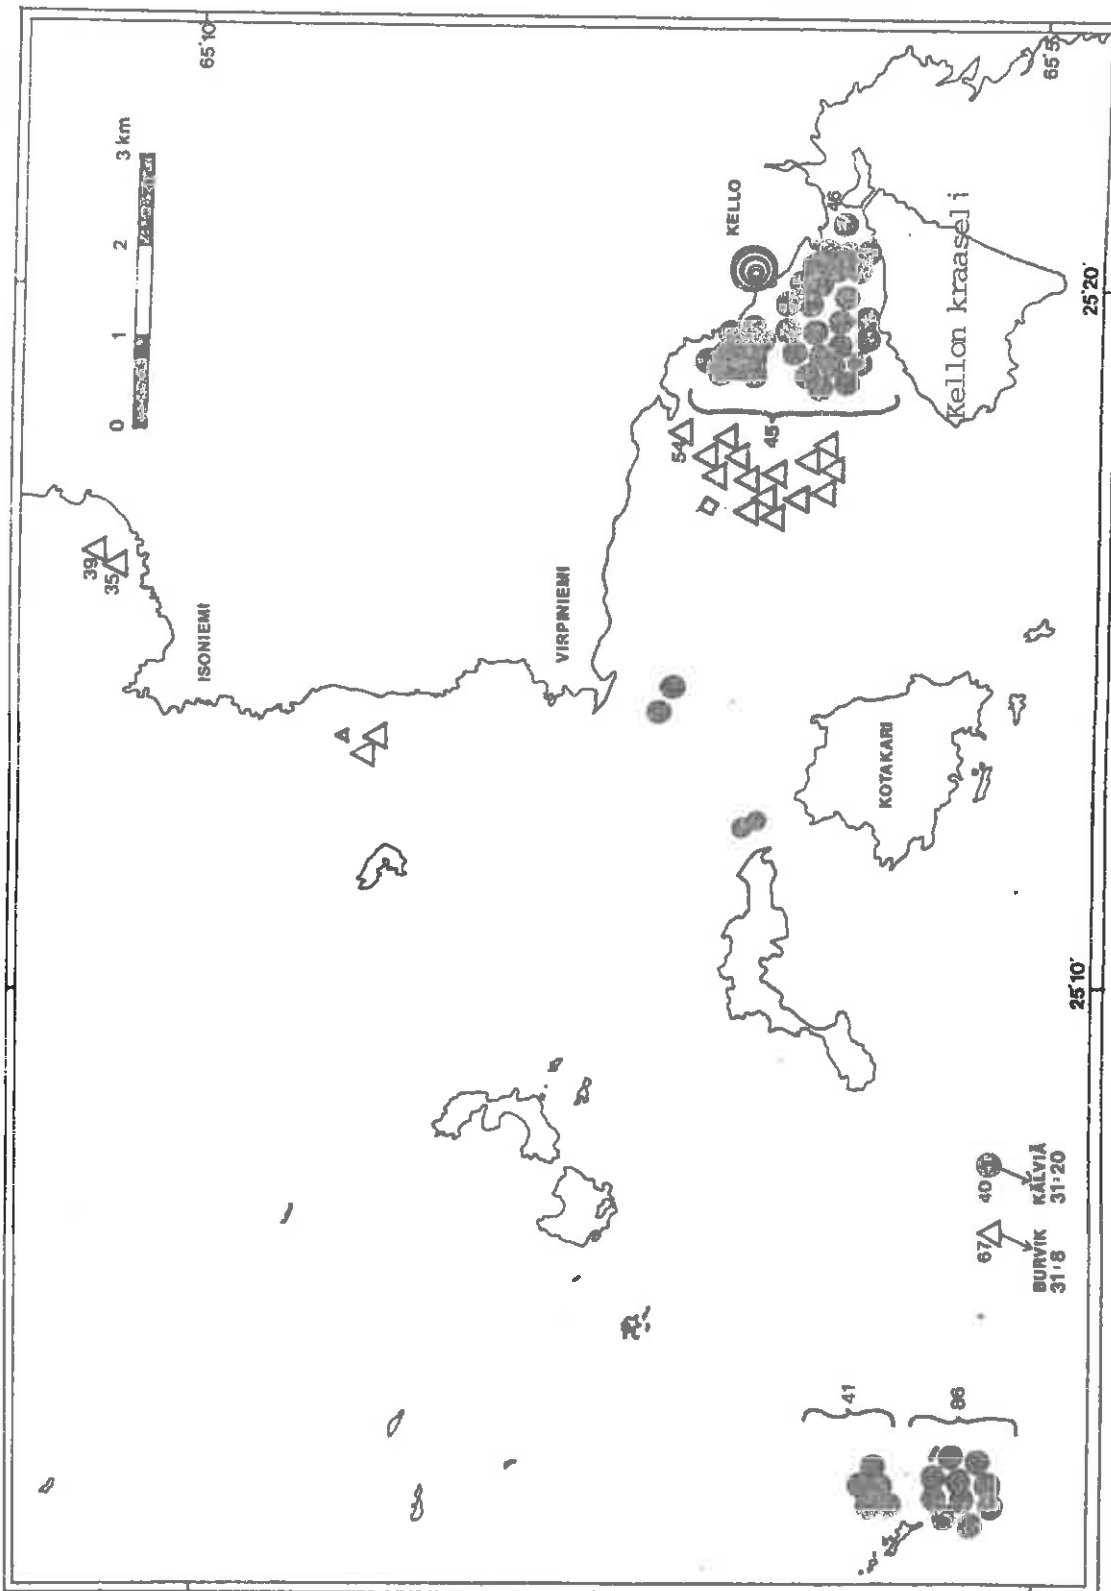 65°10'
65°5'
0 1 2 3 km
39
35
ISONIEMI
VIRPINIEMI
KELLO
46
54
45
Kellon kraaseli
25°20'
KOTAKARI
25°10'
67
40
BURVIK
31:8
KÄLVIÄ
31:20
41
86